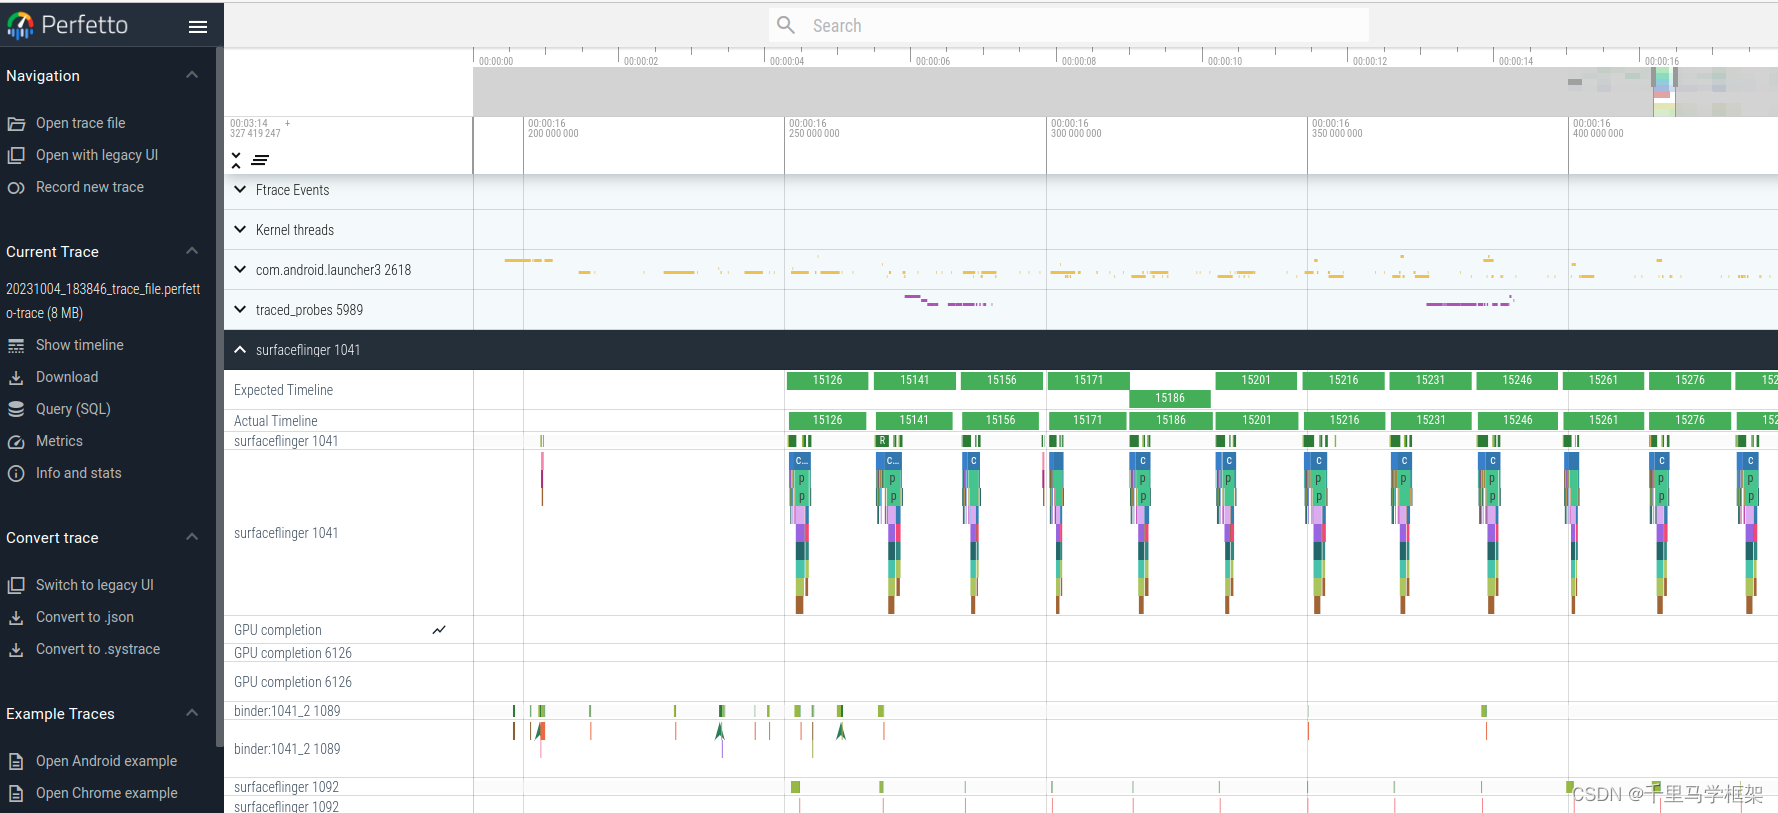 Perfetto
Search
Navigation
Open trace file
Open with legacy UI
Record new trace
Current Trace
20231004_183846_trace_file.perfett
o-trace (8 MB)
Show timeline
Download
Query (SQL)
Metrics
Info and stats
Convert trace
Switch to legacy UI
Convert to .json
Convert to .systrace
Example Traces
Open Android example
Open Chrome example
00:00:00 00:00:02 00:00:04 00:00:06 00:00:08 00:00:10 00:00:12 00:00:14 00:00:16
00:03:14 + 00:00:16 00:00:16 00:00:16 00:00:16 00:00:16
327 419 247 200 000 000 250 000 000 300 000 000 350 000 000 400 000 000
Ftrace Events
Kernel threads
com.android.launcher3 2618
traced_probes 5989
surfaceflinger 1041
Expected Timeline 15126 15141 15156 15171 15201 15216 15231 15246 15261 15276 152
15186
Actual Timeline 15126 15141 15156 15171 15186 15201 15216 15231 15246 15261 15276 152
surfaceflinger 1041 R
c... c... c c c c c c c c
p p p p p p p p p
p p p p p p p p
surfaceflinger 1041
GPU completion
GPU completion 6126
GPU completion 6126
binder:1041_2 1089
binder:1041_2 1089
surfaceflinger 1092
surfaceflinger 1092
CSDN @千里马学框架